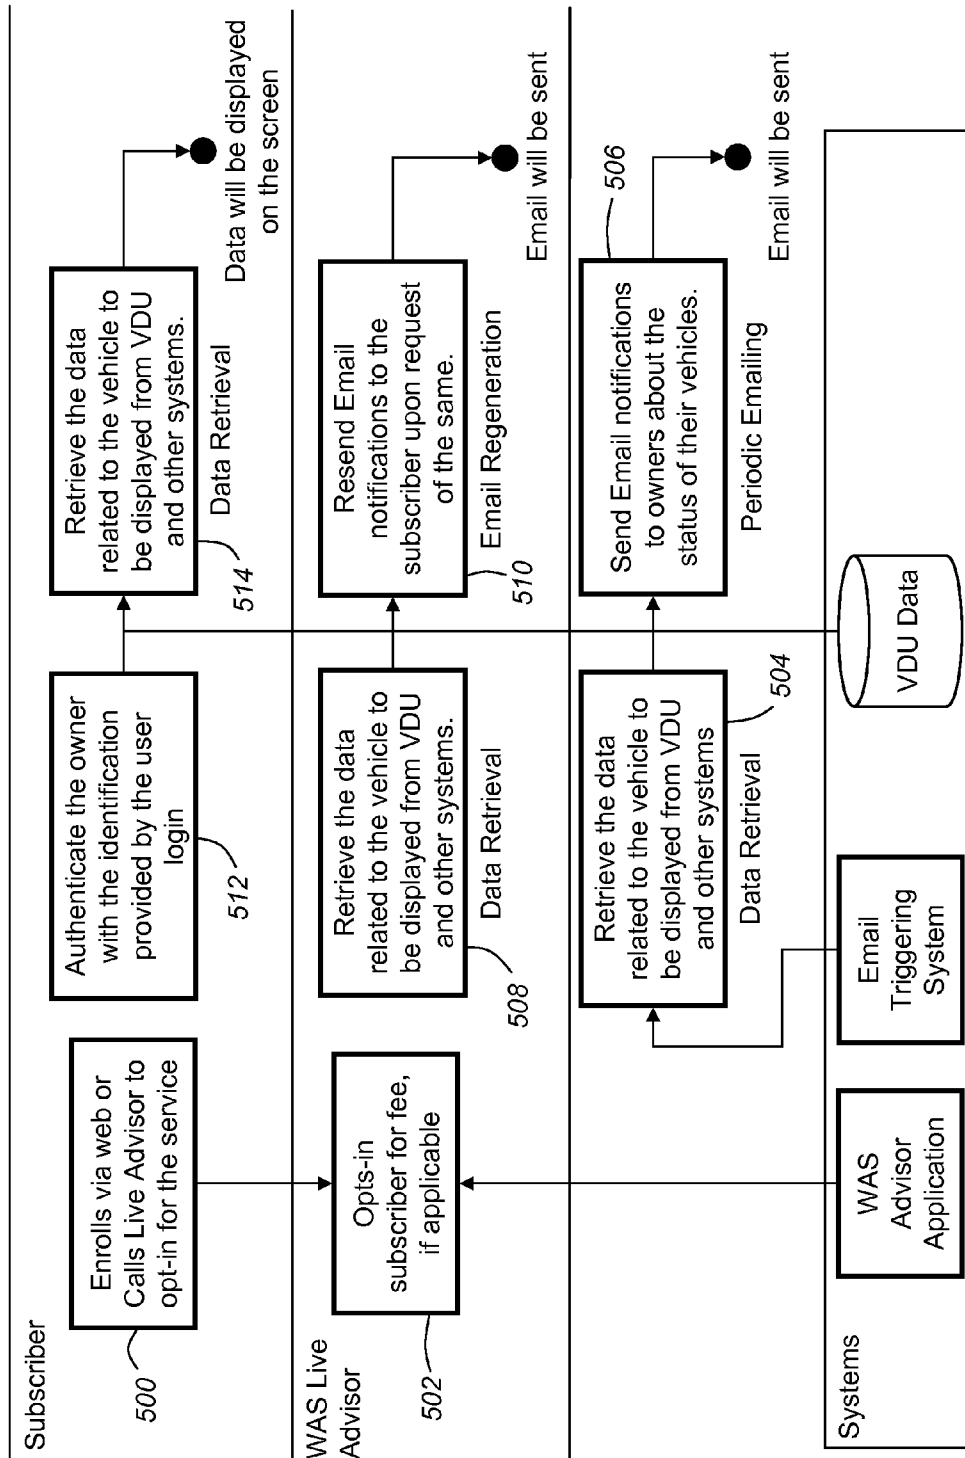 Subscriber
Enrolls via web or
Calls Live Advisor to
opt-in for the service
500
Authenticate the owner
with the identification
provided by the user
login
512
Retrieve the data
related to the vehicle to
be displayed from VDU
and other systems.
514
Data Retrieval
Data will be displayed
on the screen
WAS Live
Advisor
Opts-in
subscriber for fee,
if applicable
502
Retrieve the data
related to the vehicle to
be displayed from VDU
and other systems.
508
Data Retrieval
Resend Email
notifications to the
subscriber upon request
of the same.
510
Email Regeneration
Email will be sent
Retrieve the data
related to the vehicle to
be displayed from VDU
and other systems
504
Data Retrieval
Send Email notifications
to owners about the
status of their vehicles.
506
Periodic Emailing
Email will be sent
Systems
WAS
Advisor
Application
Email
Triggering
System
VDU Data